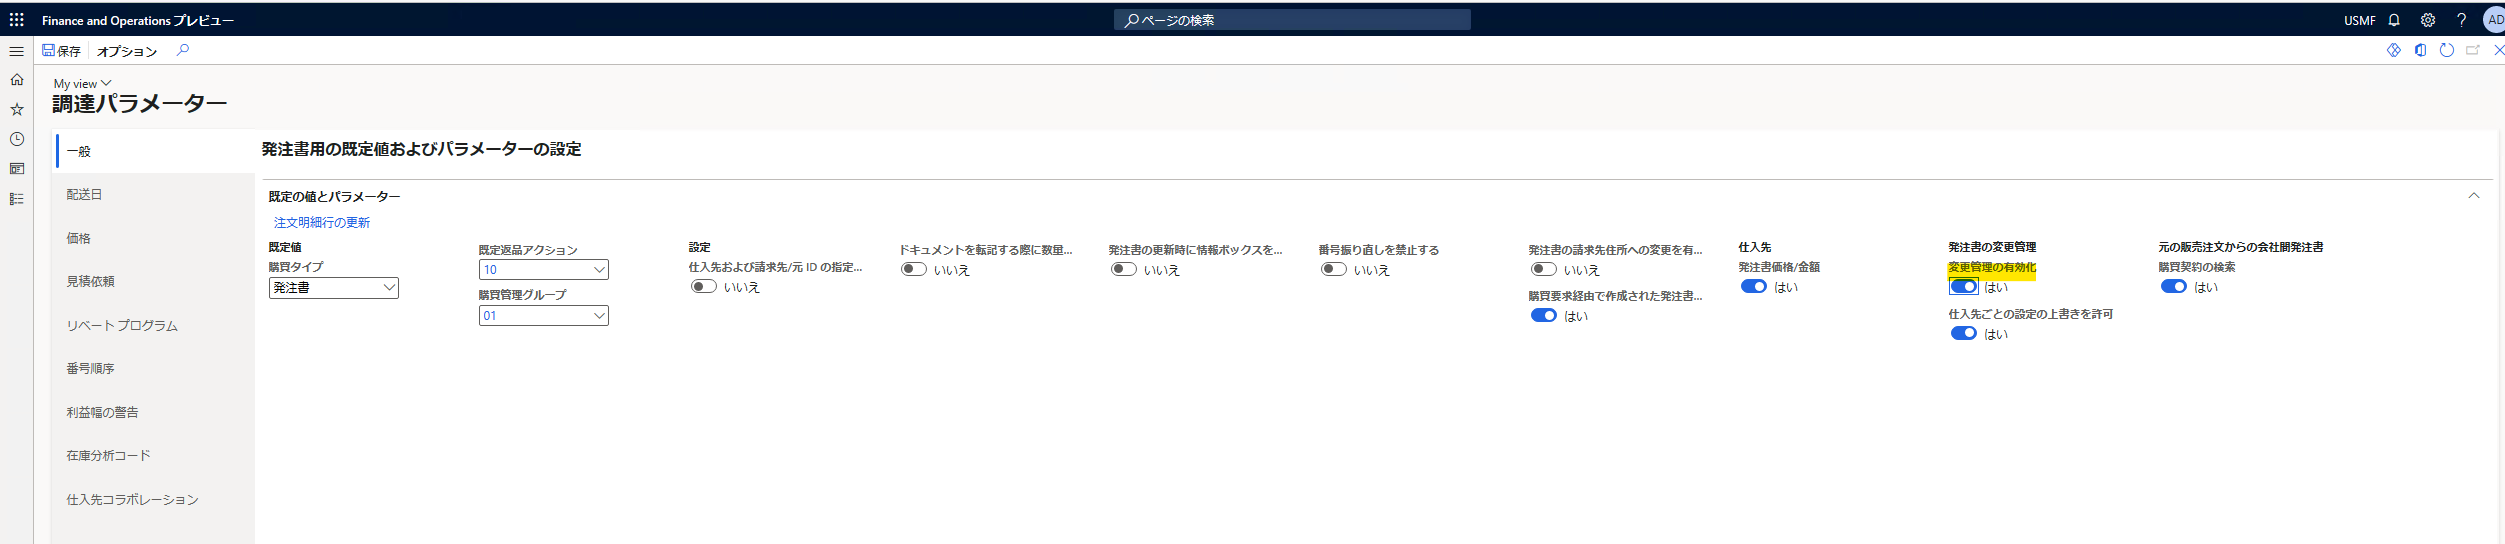 Finance and Operations プレビュー
ページの検索
USMF
?
AD
保存
オプション
My view
調達パラメーター
一般
配送日
価格
見積依頼
リベート プログラム
番号順序
利益幅の警告
在庫分析コード
仕入先コラボレーション
発注書用の既定値およびパラメーターの設定
既定の値とパラメーター
注文明細行の更新
既定値
購買タイプ
発注書
既定返品アクション
10
購買管理グループ
01
設定
仕入先および請求先/元 ID の指定...
いいえ
ドキュメントを転記する際に数量...
いいえ
発注書の更新時に情報ボックスを...
いいえ
番号振り直しを禁止する
いいえ
発注書の請求先住所への変更を有...
いいえ
購買要求経由で作成された発注書...
はい
仕入先
発注書価格/金額
はい
発注書の変更管理
変更管理の有効化
はい
仕入先ごとの設定の上書きを許可
はい
元の販売注文からの会社間発注書
購買契約の検索
はい